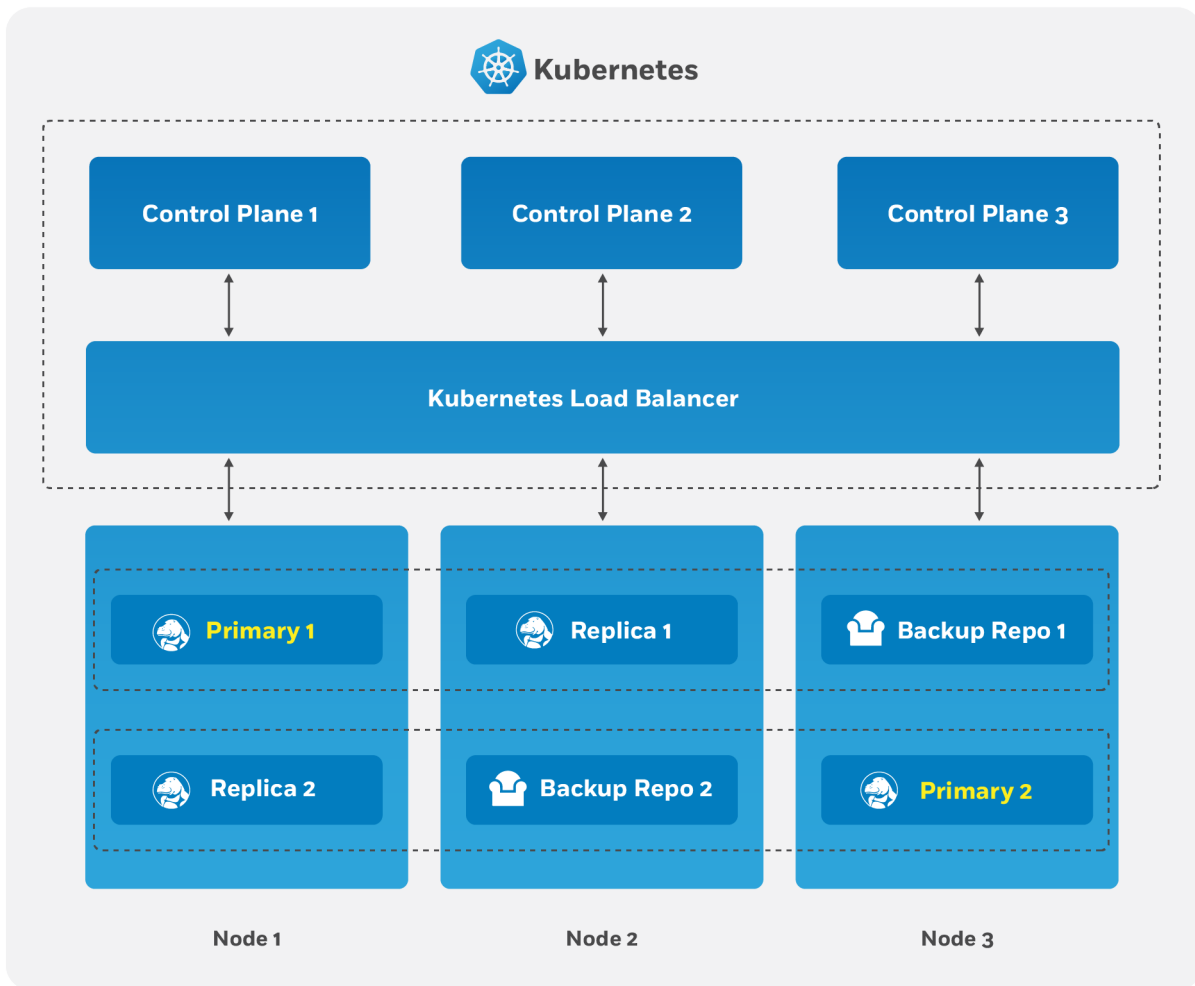 Kubernetes
Control Plane 1
Control Plane 2
Control Plane 3
Kubernetes Load Balancer
Primary 1
Replica 1
Backup Repo 1
Replica 2
Backup Repo 2
Primary 2
Node 1
Node 2
Node 3